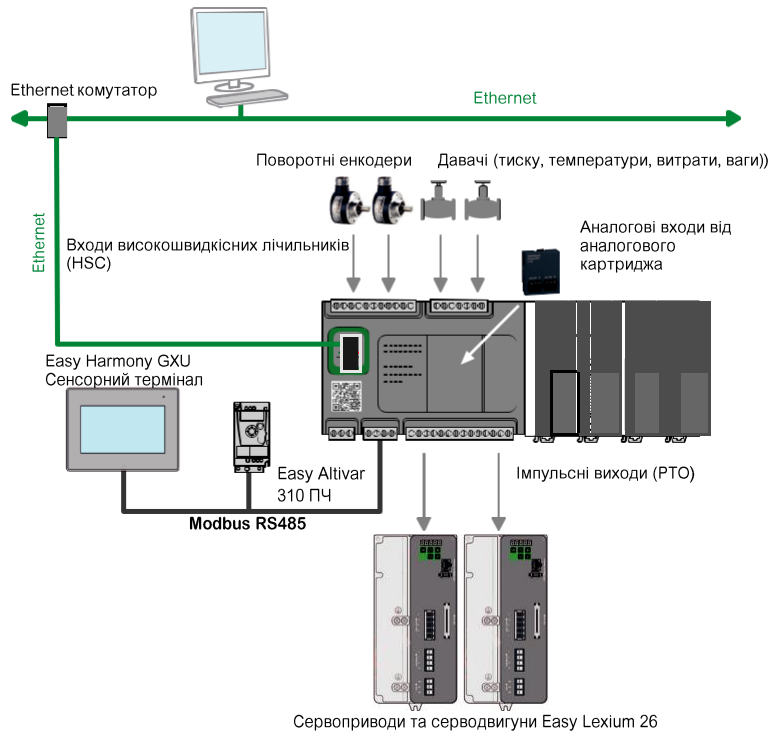 Ethernet комутатор
Ethernet
Поворотні енкодери
Давачі (тиску, температури, витрати, ваги))
Аналогові входи від
аналогового
картриджа
Ethernet
Входи високошвидкісних лічильників
(HSC)
Easy Harmony GXU
Сенсорний термінал
Easy Altivar
310 ПЧ
Modbus RS485
Імпульсні виходи (PTO)
Сервоприводи та серводвигуни Easy Lexium 26